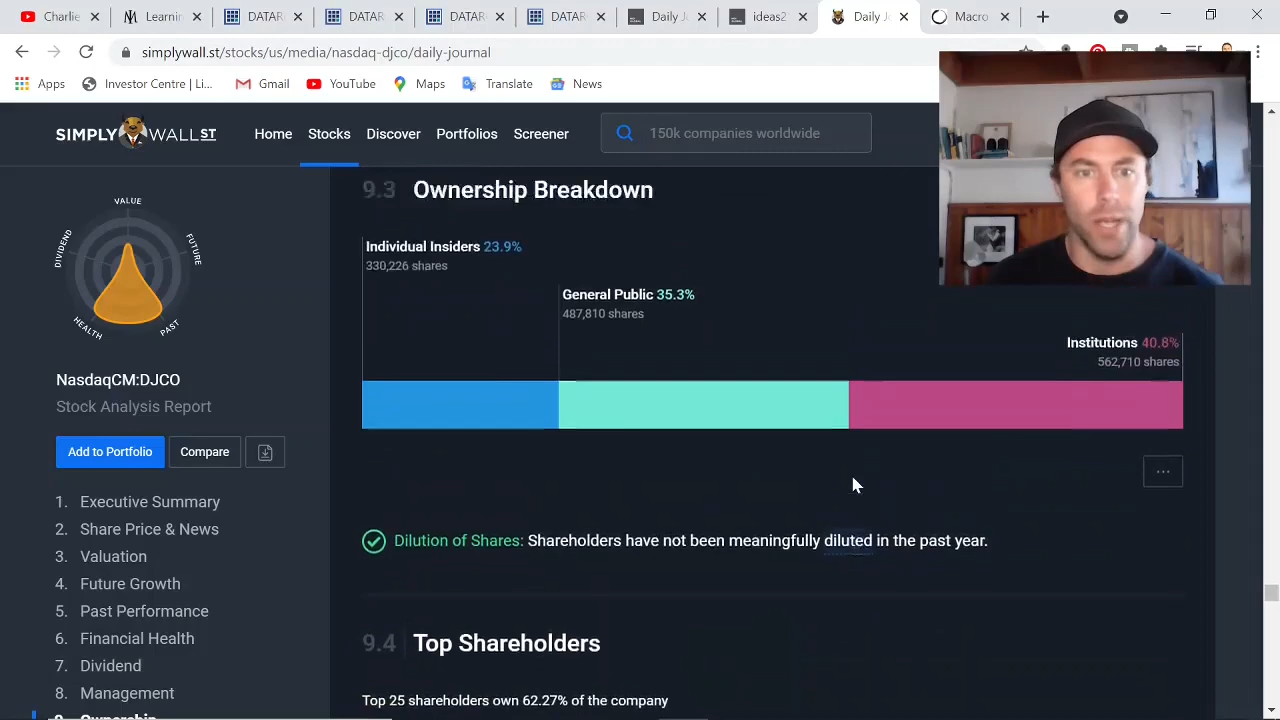 Charlie
Learnin
DATAR
DATAR
DATAR
DATAR
Daily Jo
ideas2
Daily Jo
Macro
simplywall.st/stocks/us/media/nasdaq-djco/daily-journal
Apps
Investor Centre | Li...
Gmail
YouTube
Maps
Translate
News
SIMPLY WALL ST
Home
Stocks
Discover
Portfolios
Screener
150k companies worldwide
VALUE
FUTURE
PAST
HEALTH
DIVIDEND
NasdaqCM:DJCO
Stock Analysis Report
Add to Portfolio
Compare
1. Executive Summary
2. Share Price & News
3. Valuation
4. Future Growth
5. Past Performance
6. Financial Health
7. Dividend
8. Management
Ownership
9.3 Ownership Breakdown
Individual Insiders 23.9%
330,226 shares
General Public 35.3%
487,810 shares
Institutions 40.8%
562,710 shares
...
Dilution of Shares: Shareholders have not been meaningfully diluted in the past year.
9.4 Top Shareholders
Top 25 shareholders own 62.27% of the company